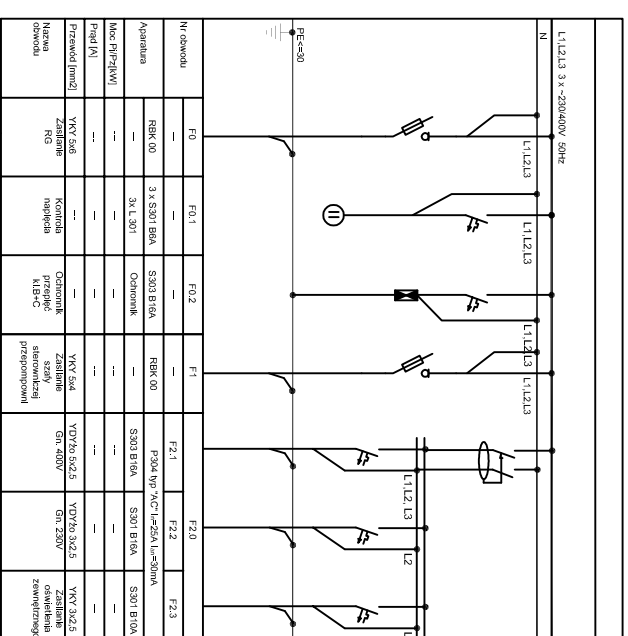 L1,L2,L3 3 x ~230/400V 50Hz
N
L1,L2,L3
L1,L2,L3
L1,L2,L3
L1,L2,L3
L1,L2, L3
L2
PE<=30
Nr obwodu
F0
F0.1
F0.2
F1
F2.0
F2.1
F2.2
F2.3
Aparatura
RBK 00
3 x S301 B6A
S303 B16A
RBK 00
P304 typ "AC" In=25A IΔn=30mA
—
3x L 301
Ochronnik
—
S303 B16A
S301 B16A
S301 B10A
Moc Pi/Pz[kW]
Prąd [A]
Przewód [mm2]
YKY 5x6
---
---
YKY 5x4
YDYżo 5x2,5
YDYżo 3x2,5
YKY 3x2,5
Nazwa
obwodu
Zasilanie
RG
Kontrola
napięcia
Ochronnik
przepięć
kl.B+C
Zasilanie
szafy
sterowniczej
przepompowni
Gn. 400V
Gn. 230V
Zasilanie
oświetlenia
zewnętrznego